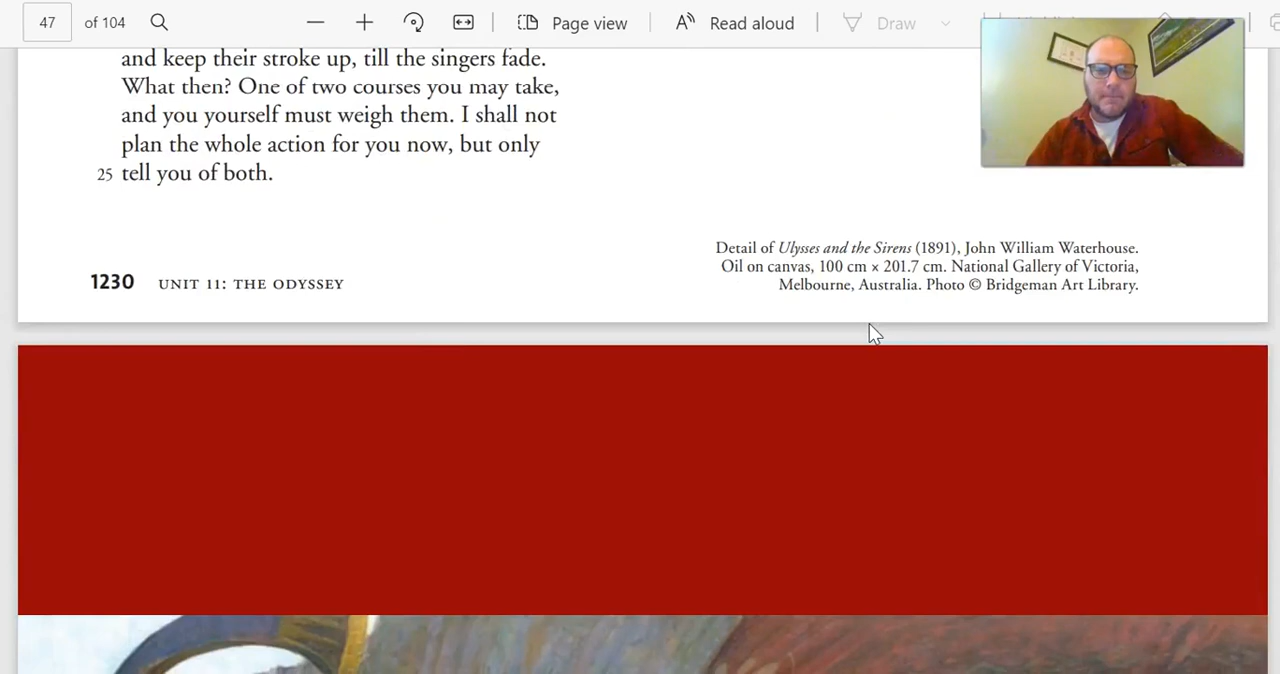 47 of 104 Page view Read aloud Draw
and keep their stroke up, till the singers fade.
What then? One of two courses you may take,
and you yourself must weigh them. I shall not
plan the whole action for you now, but only
25 tell you of both.
Detail of Ulysses and the Sirens (1891), John William Waterhouse.
Oil on canvas, 100 cm × 201.7 cm. National Gallery of Victoria,
Melbourne, Australia. Photo © Bridgeman Art Library.
1230 UNIT 11: THE ODYSSEY